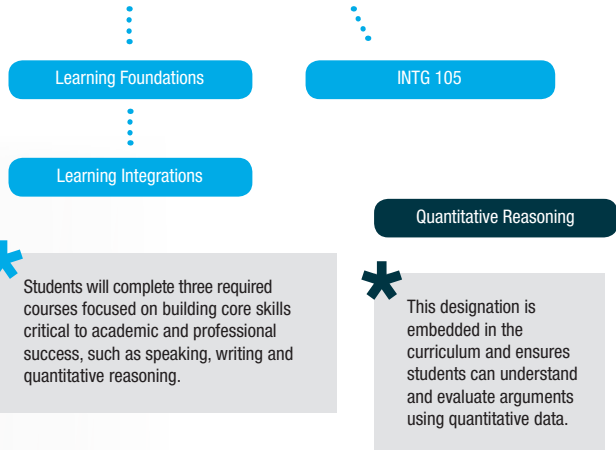 Learning Foundations
INTG 105
Learning Integrations
Quantitative Reasoning
*
Students will complete three required
courses focused on building core skills
critical to academic and professional
success, such as speaking, writing and
quantitative reasoning.
*
This designation is
embedded in the
curriculum and ensures
students can understand
and evaluate arguments
using quantitative data.